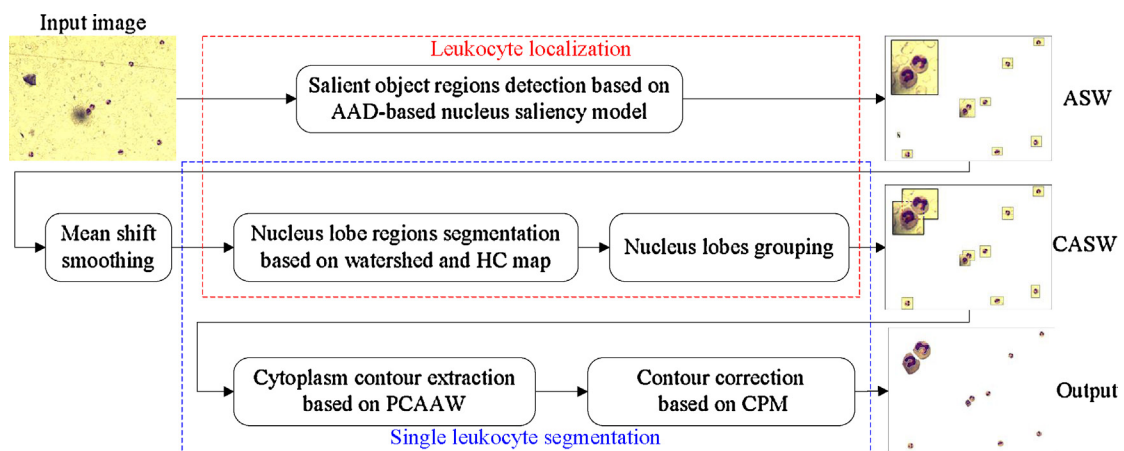 Input image
Leukocyte localization
Salient object regions detection based on
AAD-based nucleus saliency model
ASW
Mean shift
smoothing
Nucleus lobe regions segmentation
based on watershed and HC map
Nucleus lobes grouping
CASW
Cytoplasm contour extraction
based on PCAAW
Contour correction
based on CPM
Output
Single leukocyte segmentation